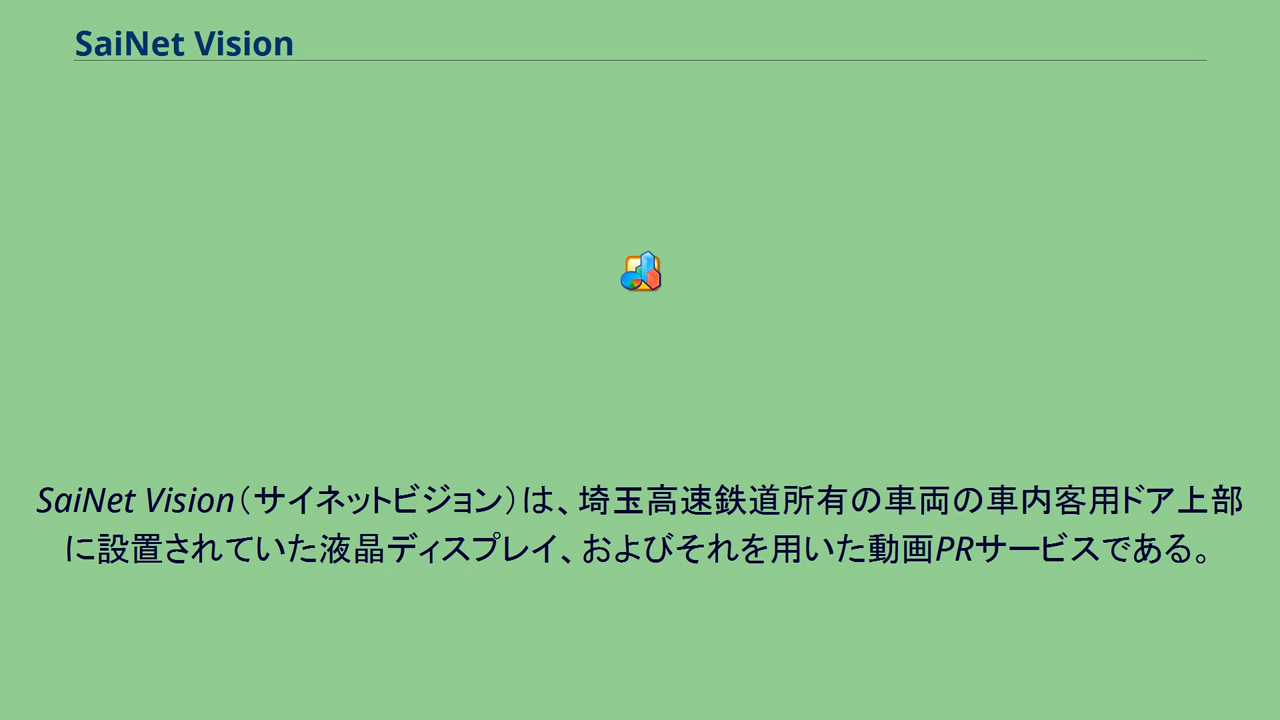 SaiNet Vision
SaiNet Vision（サイネットビジョン）は、埼玉高速鉄道所有の車両の車内客用ドア上部
に設置されていた液晶ディスプレイ、およびそれを用いた動画PRサービスである。